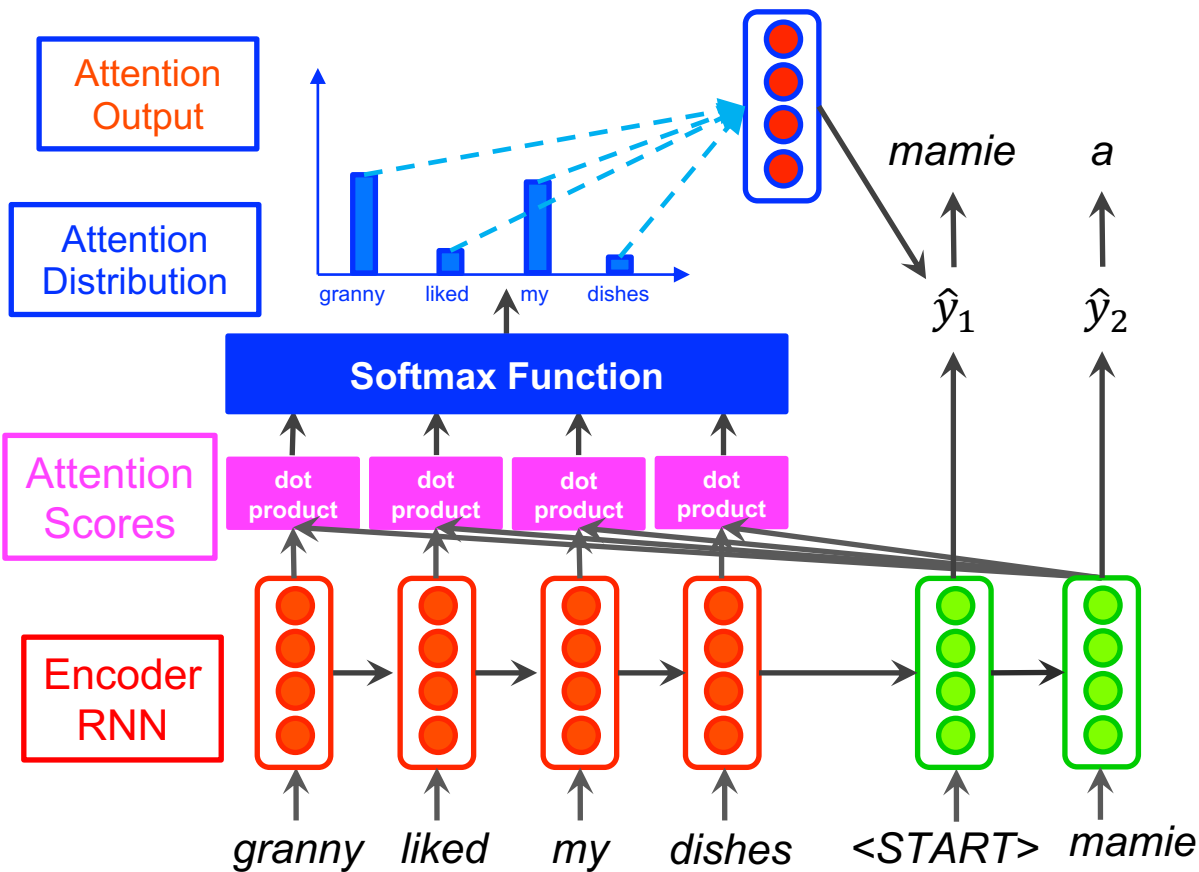 Attention
Output
mamie a
Attention
Distribution
granny liked my dishes
ŷ1 ŷ2
Softmax Function
Attention
Scores
dot
product
dot
product
dot
product
dot
product
Encoder
RNN
granny liked my dishes <START> mamie